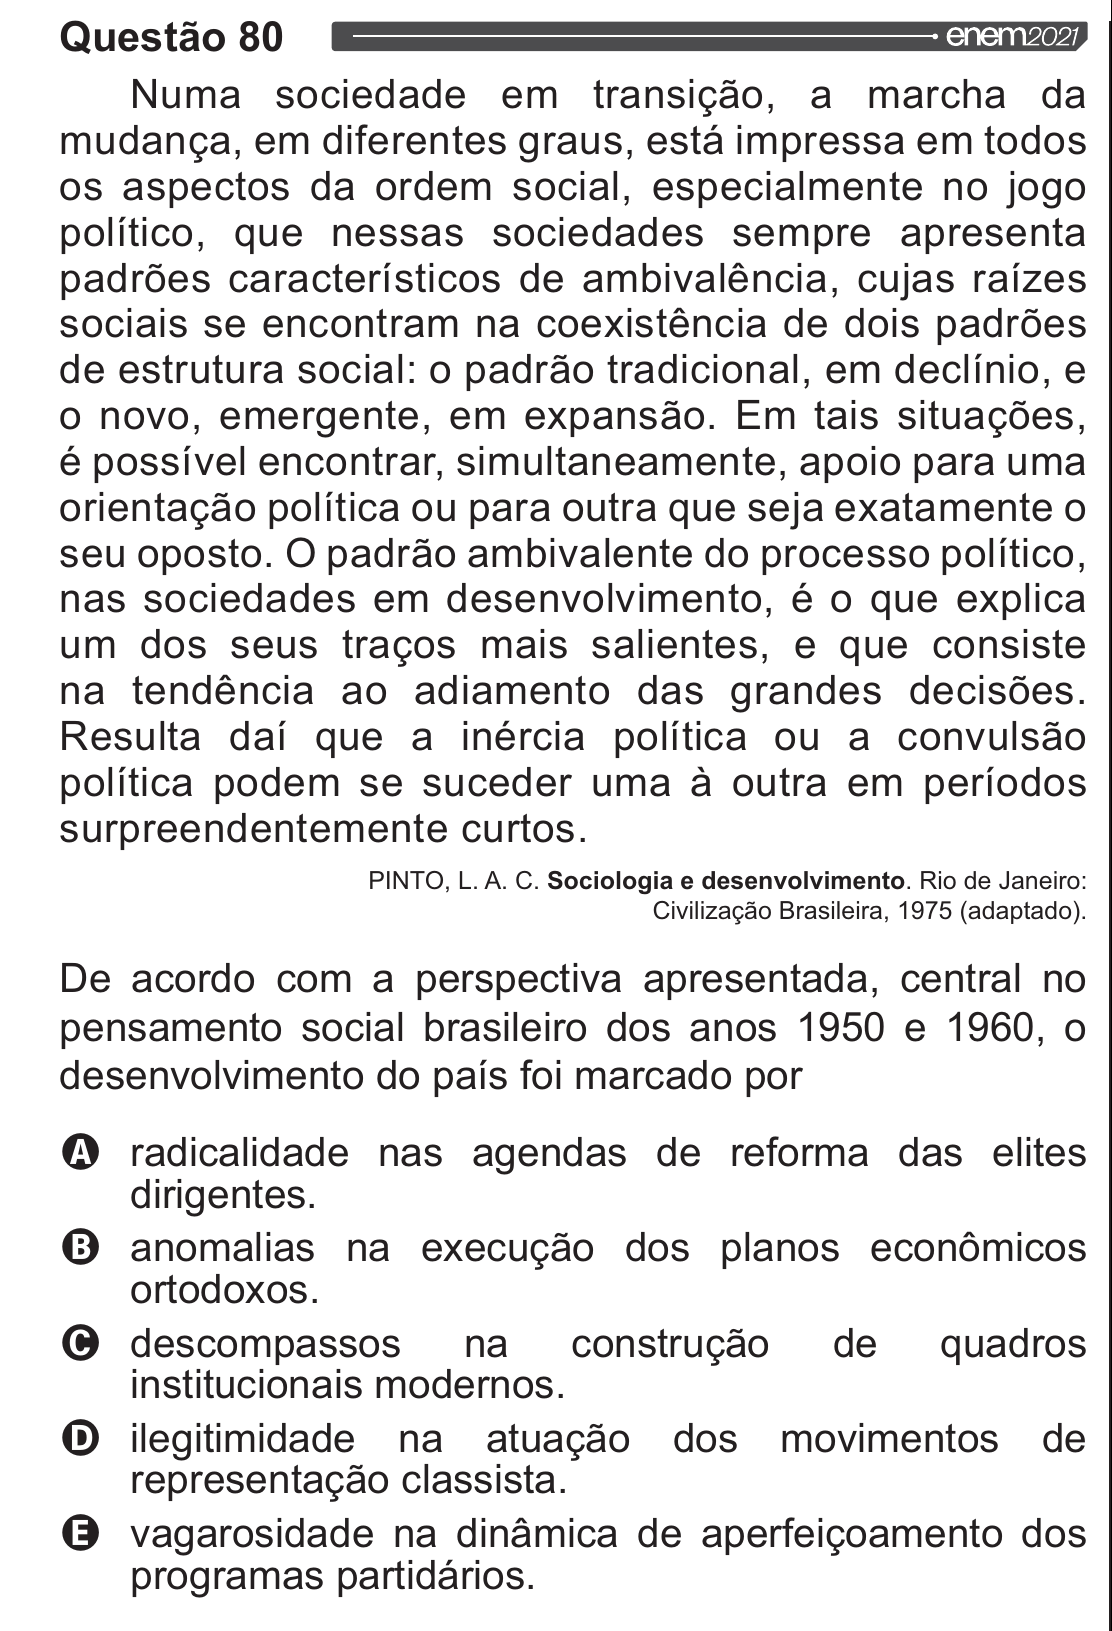 Questão 80
enem2021
Numa sociedade em transição, a marcha da
mudança, em diferentes graus, está impressa em todos
os aspectos da ordem social, especialmente no jogo
político, que nessas sociedades sempre apresenta
padrões característicos de ambivalência, cujas raízes
sociais se encontram na coexistência de dois padrões
de estrutura social: o padrão tradicional, em declínio, e
o novo, emergente, em expansão. Em tais situações,
é possível encontrar, simultaneamente, apoio para uma
orientação política ou para outra que seja exatamente o
seu oposto. O padrão ambivalente do processo político,
nas sociedades em desenvolvimento, é o que explica
um dos seus traços mais salientes, e que consiste
na tendência ao adiamento das grandes decisões.
Resulta daí que a inércia política ou a convulsão
política podem se suceder uma à outra em períodos
surpreendentemente curtos.
PINTO, L. A. C. Sociologia e desenvolvimento. Rio de Janeiro:
Civilização Brasileira, 1975 (adaptado).
De acordo com a perspectiva apresentada, central no
pensamento social brasileiro dos anos 1950 e 1960, o
desenvolvimento do país foi marcado por
A radicalidade nas agendas de reforma das elites
dirigentes.
B anomalias na execução dos planos econômicos
ortodoxos.
C descompassos na construção de quadros
institucionais modernos.
D ilegitimidade na atuação dos movimentos de
representação classista.
E vagarosidade na dinâmica de aperfeiçoamento dos
programas partidários.